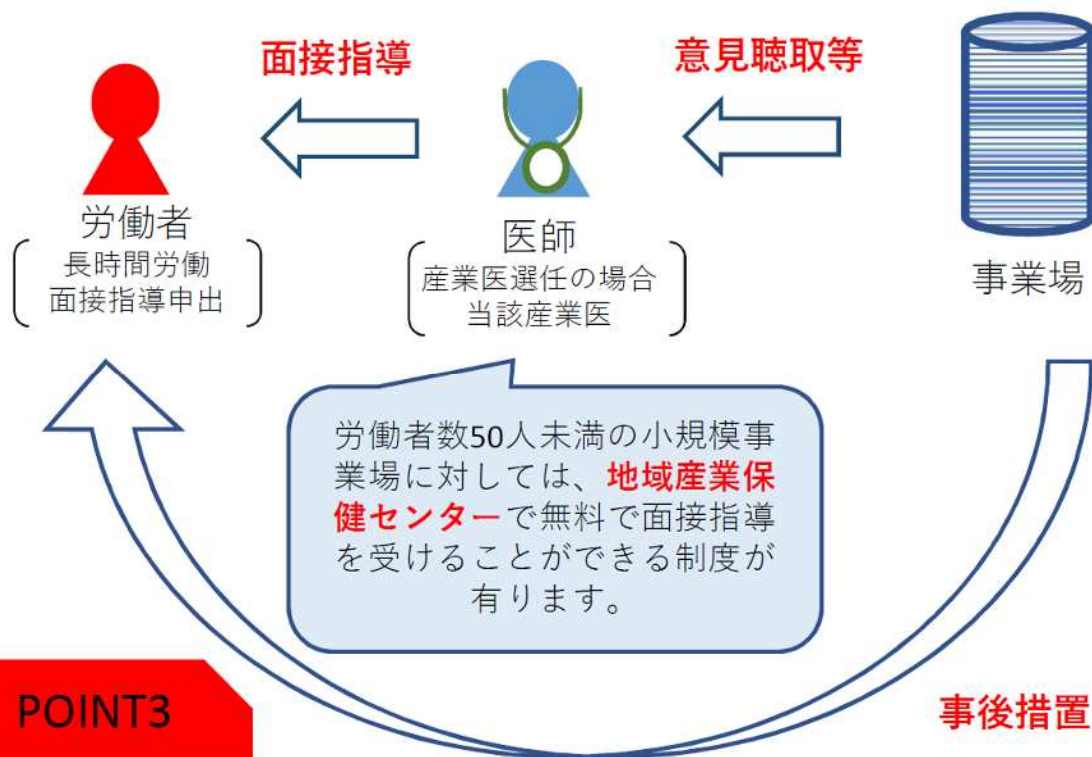 面接指導
意見聴取等
労働者
長時間労働
面接指導申出
医師
産業医選任の場合
当該産業医
事業場
労働者数50人未満の小規模事
業場に対しては、地域産業保
健センターで無料で面接指導
を受けることができる制度が
有ります。
POINT3
事後措置